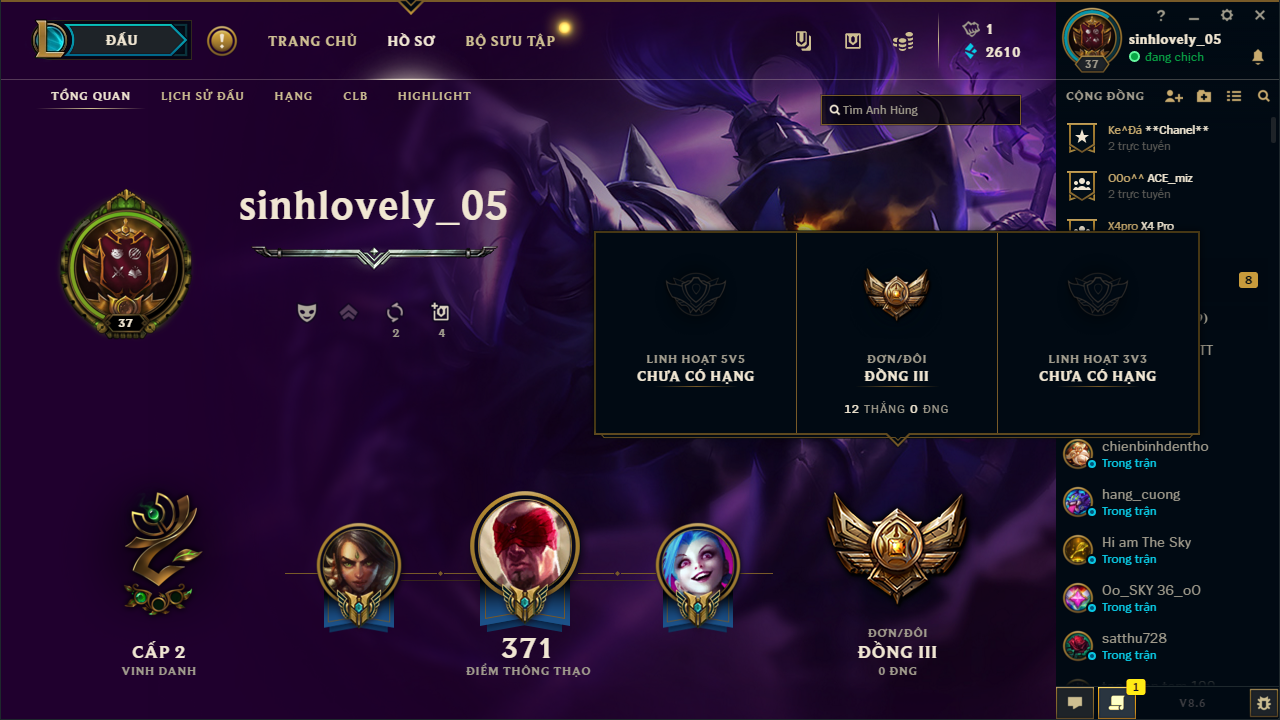 ĐẤU
TRANG CHỦ
HỒ SƠ
BỘ SƯU TẬP
1
2610
?
sinhlovely_05
đang chịch
37
TỔNG QUAN
LỊCH SỬ ĐẤU
HẠNG
CLB
HIGHLIGHT
Tìm Anh Hùng
CỘNG ĐỒNG
Ke^Đá **Chanel**
2 trực tuyến
O0o^^ ACE_miz
2 trực tuyến
X4pro X4 Pro
8
sinhlovely_05
37
2
4
LINH HOẠT 5V5
CHƯA CÓ HẠNG
ĐƠN/ĐÔI
ĐỒNG III
12 THẮNG 0 ĐNG
LINH HOẠT 3V3
CHƯA CÓ HẠNG
TT
chienbinhdentho
Trong trận
hang_cuong
Trong trận
Hi am The Sky
Trong trận
Oo_SKY 36_oO
Trong trận
satthu728
Trong trận
CẤP 2
VINH DANH
371
ĐIỂM THÔNG THẠO
ĐƠN/ĐÔI
ĐỒNG III
0 ĐNG
1
V8.6